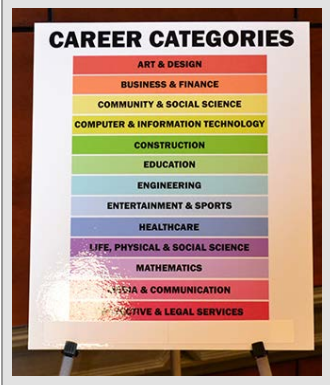 CAREER CATEGORIES
ART & DESIGN
BUSINESS & FINANCE
COMMUNITY & SOCIAL SCIENCE
COMPUTER & INFORMATION TECHNOLOGY
CONSTRUCTION
EDUCATION
ENGINEERING
ENTERTAINMENT & SPORTS
HEALTHCARE
LIFE, PHYSICAL & SOCIAL SCIENCE
MATHEMATICS
& COMMUNICATION
& LEGAL SERVICES